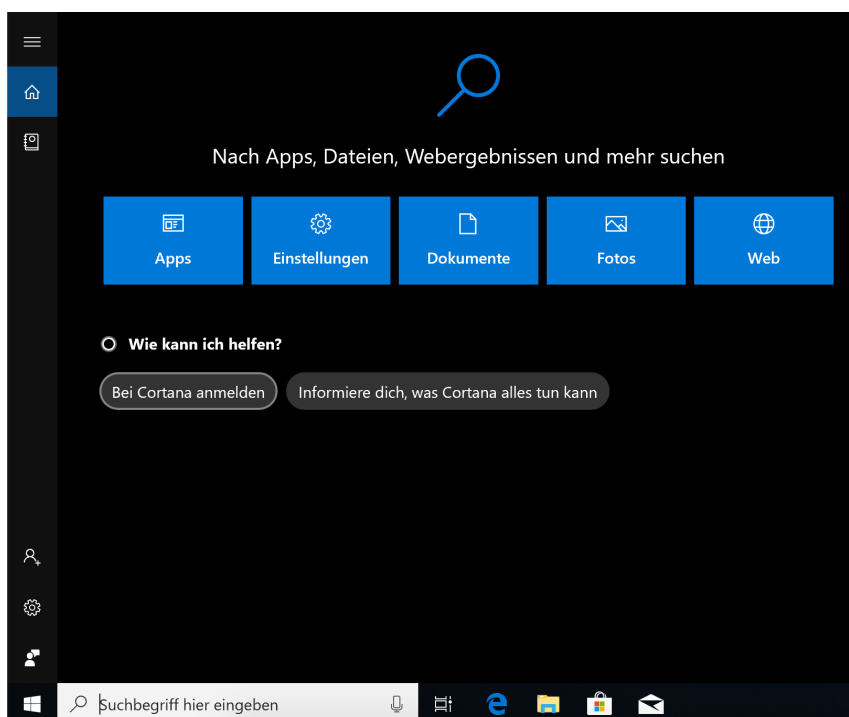 Nach Apps, Dateien, Webergebnissen und mehr suchen
Apps
Einstellungen
Dokumente
Fotos
Web
Wie kann ich helfen?
Bei Cortana anmelden
Informiere dich, was Cortana alles tun kann
Suchbegriff hier eingeben